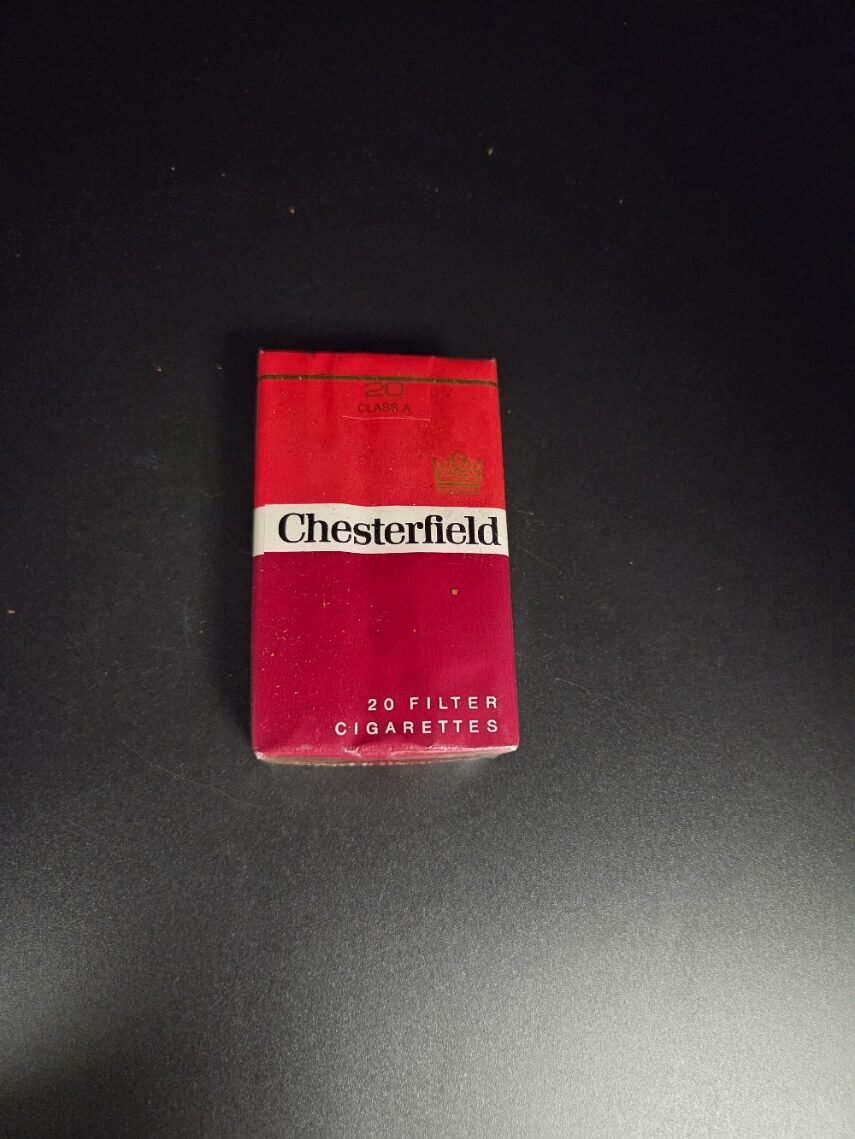 20
CLASS A
Chesterfield
20 FILTER
CIGARETTES